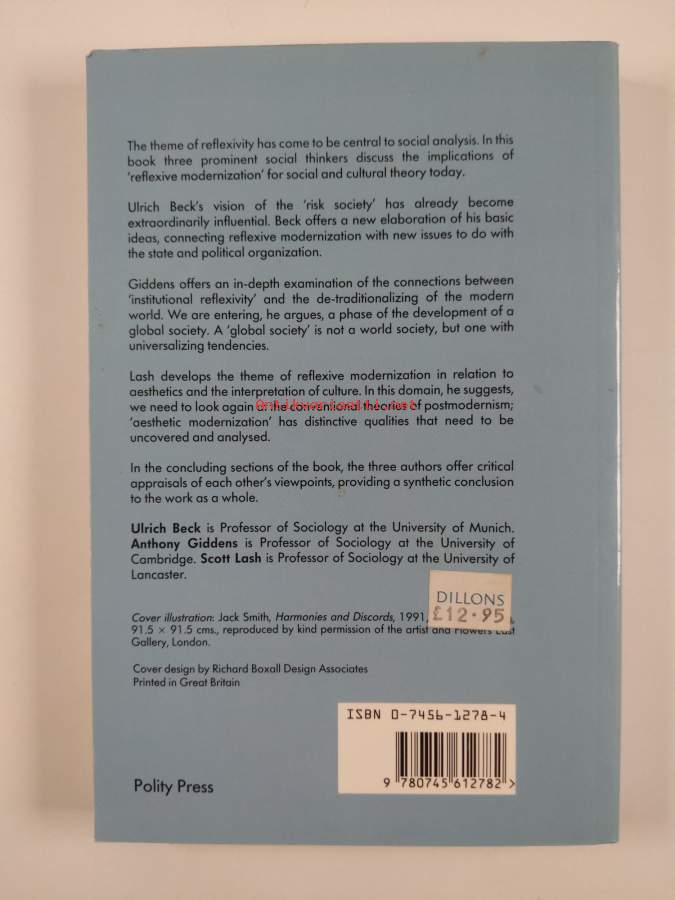 The theme of reflexivity has come to be central to social analysis. In this
book three prominent social thinkers discuss the implications of
'reflexive modernization' for social and cultural theory today.
Ulrich Beck's vision of the 'risk society' has already become
extraordinarily influential. Beck offers a new elaboration of his basic
ideas, connecting reflexive modernization with new issues to do with
the state and political organization.
Giddens offers an in-depth examination of the connections between
'institutional reflexivity' and the de-traditionalizing of the modern
world. We are entering, he argues, a phase of the development of a
global society. A 'global society' is not a world society, but one with
universalizing tendencies.
Lash develops the theme of reflexive modernization in relation to
aesthetics and the interpretation of culture. In this domain, he suggests,
we need to look again at the conventional theories of postmodernism;
antikvariaatti.net
'aesthetic modernization' has distinctive qualities that need to be
uncovered and analysed.
In the concluding sections of the book, the three authors offer critical
appraisals of each other's viewpoints, providing a synthetic conclusion
to the work as a whole.
Ulrich Beck is Professor of Sociology at the University of Munich.
Anthony Giddens is Professor of Sociology at the University of
Cambridge. Scott Lash is Professor of Sociology at the University of
Lancaster.
DILLONS
£12·95
Cover illustration: Jack Smith, Harmonies and Discords, 1991,
91.5 × 91.5 cms., reproduced by kind permission of the artist and Flowers East
Gallery, London.
Cover design by Richard Boxall Design Associates
Printed in Great Britain
ISBN 0-7456-1278-4
9 780745 612782 >
Polity Press